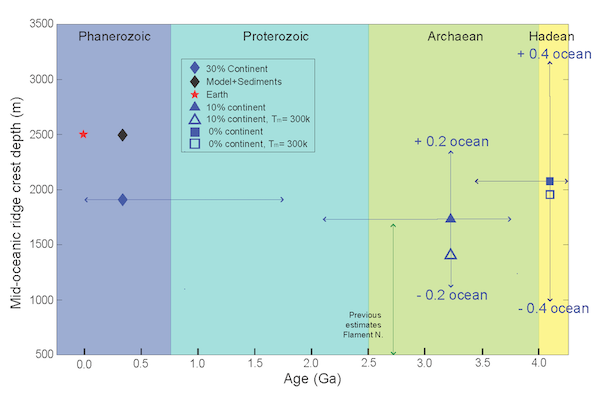 Phanerozoic Proterozoic Archaean Hadean
3500
3000
2500
2000
1500
1000
500
Mid-oceanic ridge crest depth (m)
30% Continent
Model+Sediments
Earth
10% continent
10% continent, Tm= 300k
0% continent
0% continent, Tm= 300k
+ 0.4 ocean
+ 0.2 ocean
- 0.2 ocean
- 0.4 ocean
Previous
estimates
Filament N.
0.0 0.5 1.0 1.5 2.0 2.5 3.0 3.5 4.0
Age (Ga)